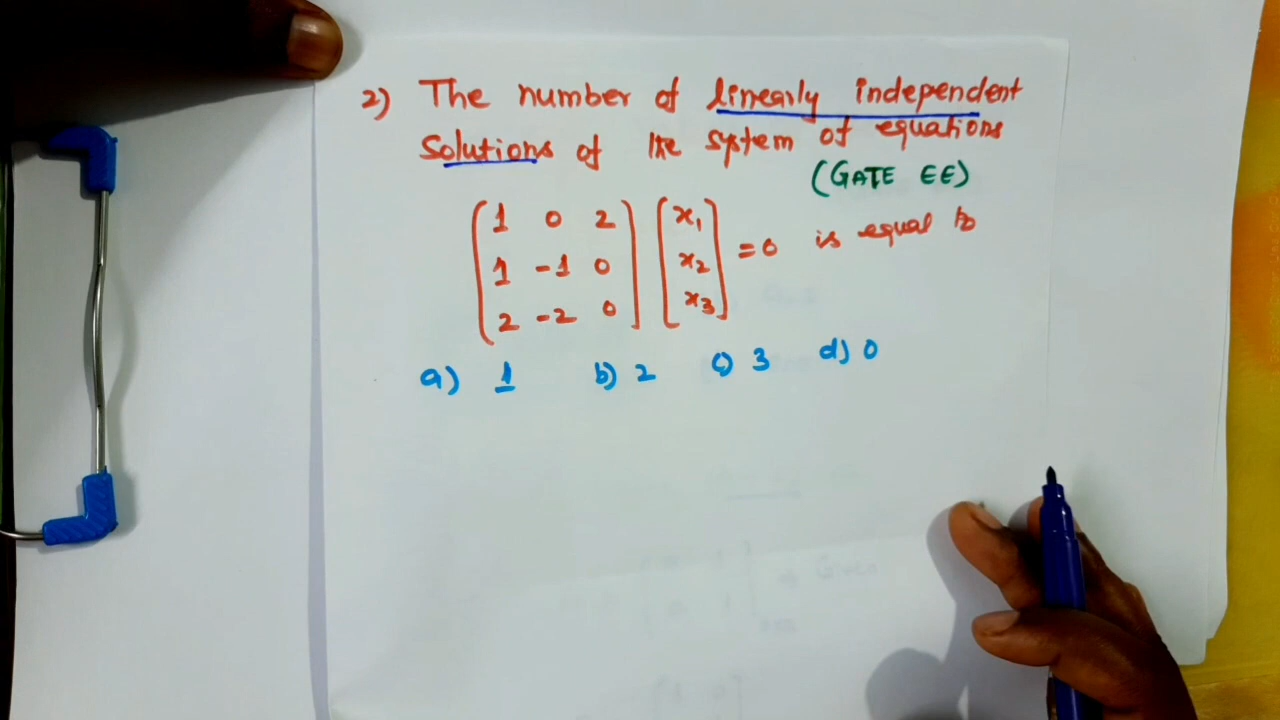 2) The number of linearly independent
Solutions of the system of equations
(GATE EE)
[1 0 2] [x1]
[1 -1 0] [x2] = 0 is equal to
[2 -2 0] [x3]
a) 1 b) 2 c) 3 d) 0